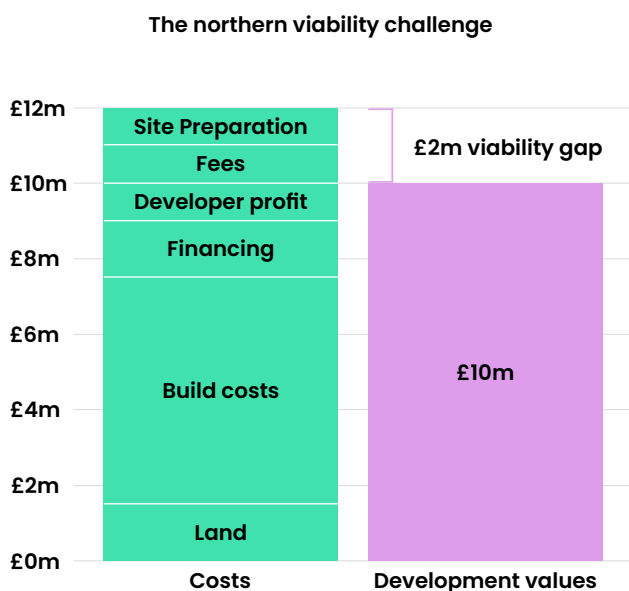 The northern viability challenge
£12m
Site Preparation
£2m viability gap
Fees
£10m
Developer profit
Financing
£8m
£6m
Build costs
£10m
£4m
£2m
Land
£0m
Costs
Development values